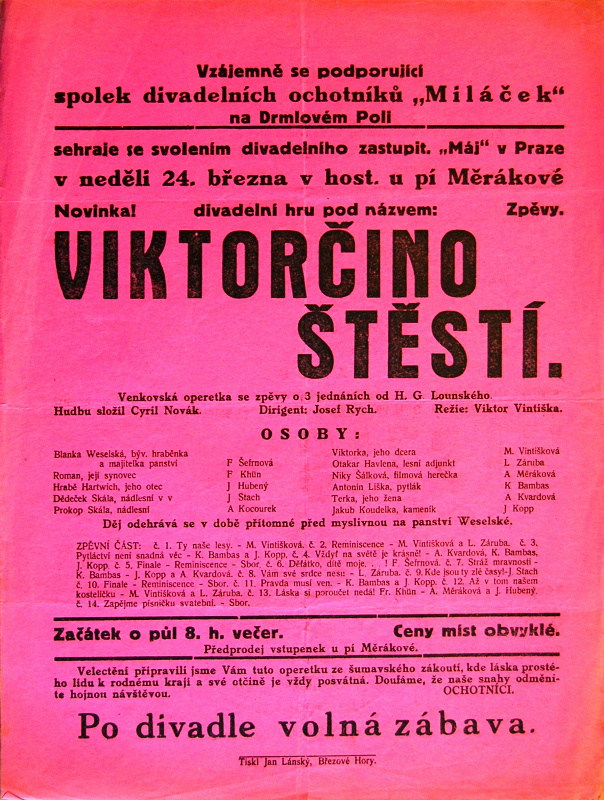 Vzájemně se podporující
spolek divadelních ochotníků „Miláček"
na Drmlovém Poli
sehraje se svolením divadelního zastupit. „Máj" v Praze
v neděli 24. března v host. u pí Měrákové
Novinka! divadelní hru pod názvem: Zpěvy.
VIKTORČINO
ŠTĚSTÍ.
Venkovská operetka se zpěvy o 3 jednáních od H. G. Lounského.
Hudbu složil Cyril Novák. Dirigent: Josef Rych. Režie: Viktor Vintiška.
OSOBY:
Blanka Weselská, býv. hraběnka
a majitelka panství F Šefrnová
Roman, její synovec F Khün
Hrabě Hartwich, jeho otec J Hubený
Dědeček Skála, nádlesní v v J Stach
Prokop Skála, nádlesní A Kocourek
Viktorka, jeho dcera M. Vintišková
Otakar Havlena, lesní adjunkt L Záruba
Niky Šálková, filmová herečka A Měráková
Antonín Liška, pytlák K Bambas
Terka, jeho žena A Kvardová
Jakub Koudelka, kameník J Kopp
Děj odehrává se v době přítomné před myslivnou na panství Weselské.
ZPĚVNÍ ČÁST: č. 1. Ty naše lesy. - M. Vintišková. č. 2. Reminiscence - M. Vintišková a L. Záruba. č. 3.
Pytláctví není snadná věc - K. Bambas a J. Kopp. č. 4. Vždyť na světě je krásně! - A. Kvardová, K. Bambas,
J. Kopp. č. 5. Finale - Reminiscence - Sbor. č. 6. Děťátko, dítě moje. . . ! F. Šefrnová. č. 7. Stráž mravnosti -
K. Bambas - J. Kopp a A. Kvardová. č. 8. Vám své srdce nesu - L. Záruba. č. 9. Kde jsou ty zlé časy!-J. Stach
č. 10. Finale - Reminiscence - Sbor. č. 11. Pravda musí ven. - K. Bambas a J. Kopp. č. 12. Až v tom našem
kostelíčku - M. Vintišková a L. Záruba. č. 13. Láska si poroučet nedá! Fr. Khün - A. Měráková a J. Hubený.
č. 14. Zapějme písničku svatební. - Sbor.
Začátek o půl 8. h. večer. Ceny míst obvyklé.
Předprodej vstupenek u pí Měrákové.
Velectění připravili jsme Vám tuto operetku ze šumavského zákoutí, kde láska prosté-
ho lidu k rodnému kraji a své otčině je vždy posvátná. Doufáme, že naše snahy odmění-
te hojnou návštěvou. OCHOTNÍCI.
Po divadle volná zábava.
Tiskl Jan Lánský, Březové Hory.